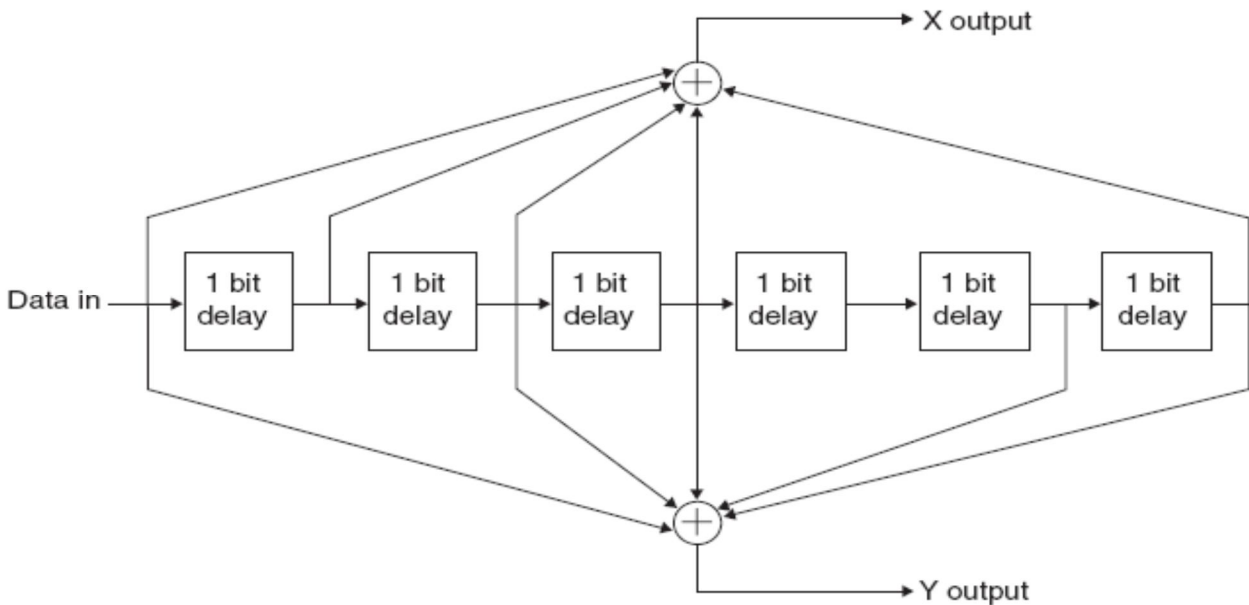 X output
Data in
1 bit
delay
1 bit
delay
1 bit
delay
1 bit
delay
1 bit
delay
1 bit
delay
Y output